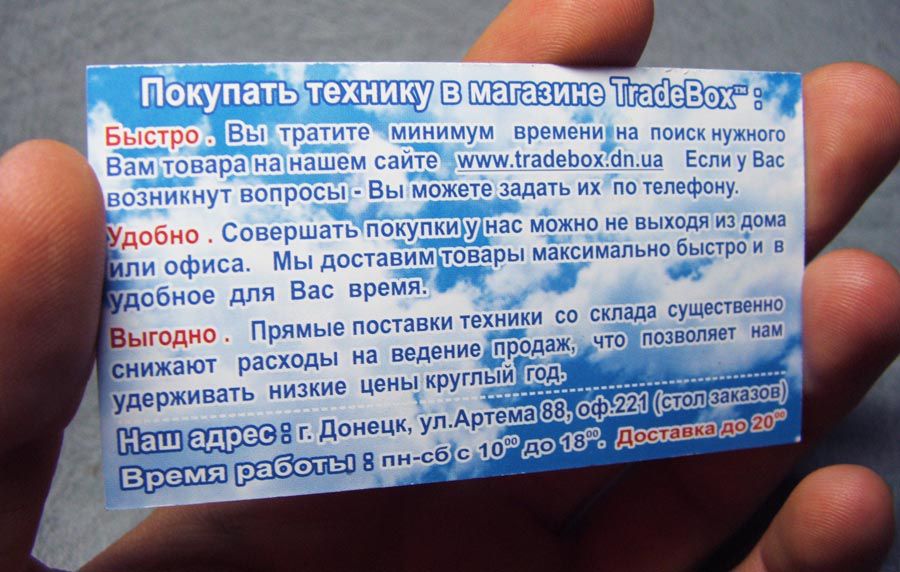 Покупать технику в магазине TradeBox™ :
Быстро . Вы тратите минимум времени на поиск нужного
Вам товара на нашем сайте www.tradebox.dn.ua Если у Вас
возникнут вопросы - Вы можете задать их по телефону.
Удобно . Совершать покупки у нас можно не выходя из дома
или офиса. Мы доставим товары максимально быстро и в
удобное для Вас время.
Выгодно . Прямые поставки техники со склада существенно
снижают расходы на ведение продаж, что позволяет нам
удерживать низкие цены круглый год.
Наш адрес : г. Донецк, ул.Артема 88, оф.221 (стол заказов)
Время работы : пн-сб с 10⁰⁰ до 18⁰⁰. Доставка до 20⁰⁰